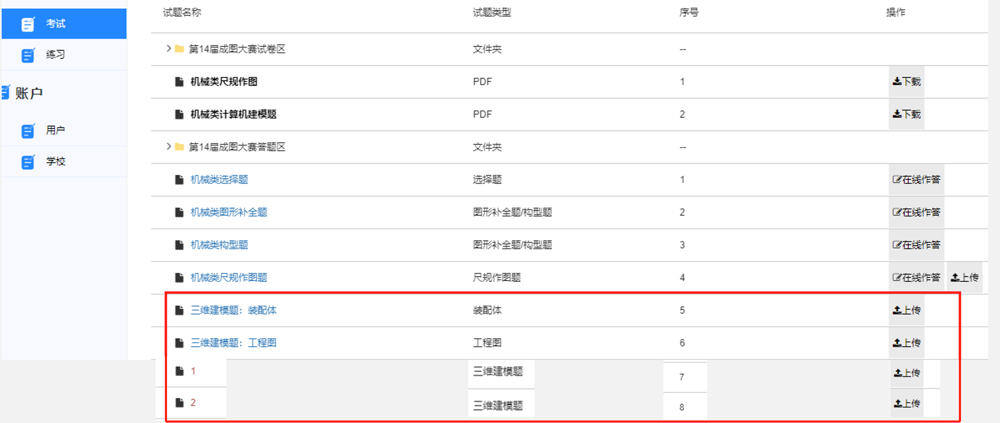 考试
练习
账户
用户
学校
试题名称 试题类型 序号 操作
第14届成图大赛试卷区 文件夹 --
机械类尺规作图 PDF 1 下载
机械类计算机建模题 PDF 2 下载
第14届成图大赛答题区 文件夹 --
机械类选择题 选择题 1 在线作答
机械类图形补全题 图形补全题/构型题 2 在线作答
机械类构型题 图形补全题/构型题 3 在线作答
机械类尺规作图题 尺规作图题 4 在线作答 上传
三维建模题：装配体 装配体 5 上传
三维建模题：工程图 工程图 6 上传
1 三维建模题 7 上传
2 三维建模题 8 上传